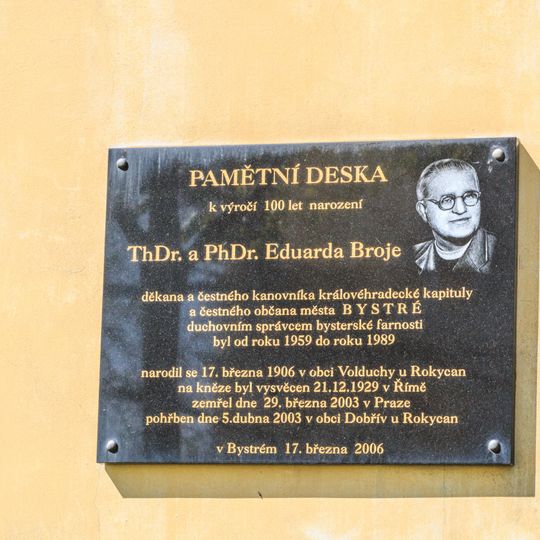 PAMĚTNÍ DESKA
k výročí 100 let narození
ThDr. a PhDr. Eduarda Broje
děkana a čestného kanovníka královéhradecké kapituly
a čestného občana města BYSTRÉ
duchovním správcem bysterské farnosti
byl od roku 1959 do roku 1989
narodil se 17. března 1906 v obci Volduchy u Rokycan
na kněze byl vysvěcen 21.12.1929 v Římě
zemřel dne 29. března 2003 v Praze
pohřben dne 5.dubna 2003 v obci Dobřív u Rokycan
v Bystrém 17. března 2006